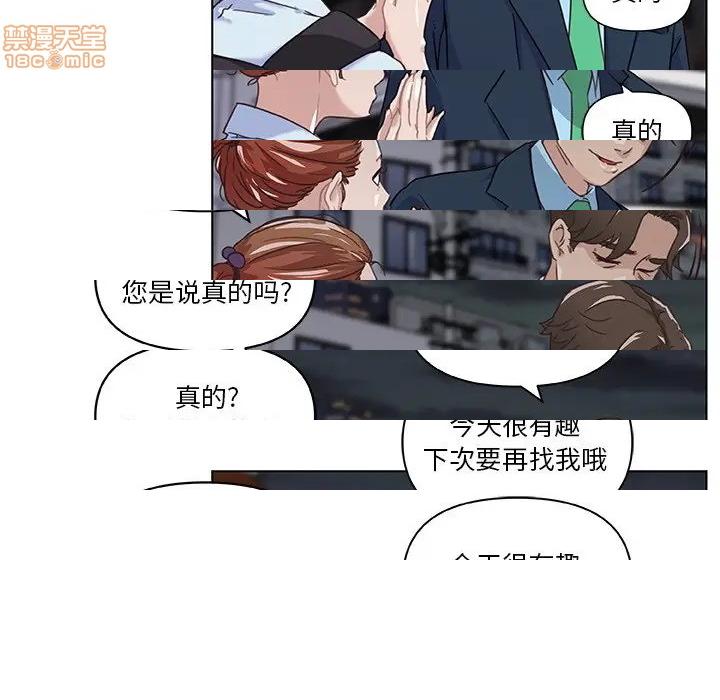 禁漫天堂
18comic
真的
您是说真的吗?
真的?
今天很有趣
下次要再找我哦